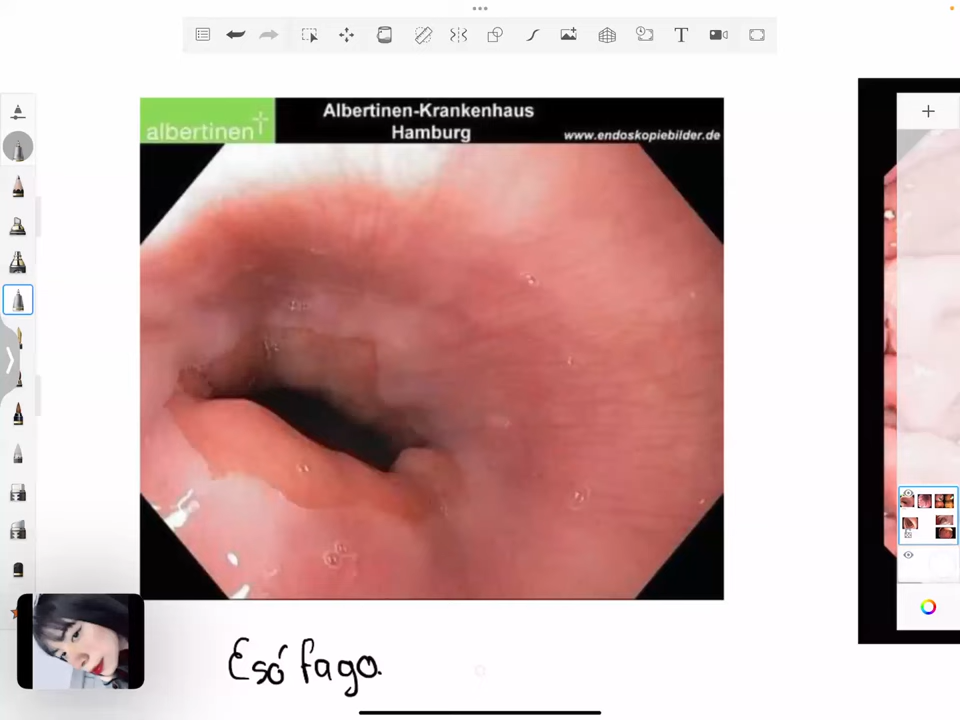 albertinen
Albertinen-Krankenhaus
Hamburg
www.endoskopiebilder.de
T
Esófago.